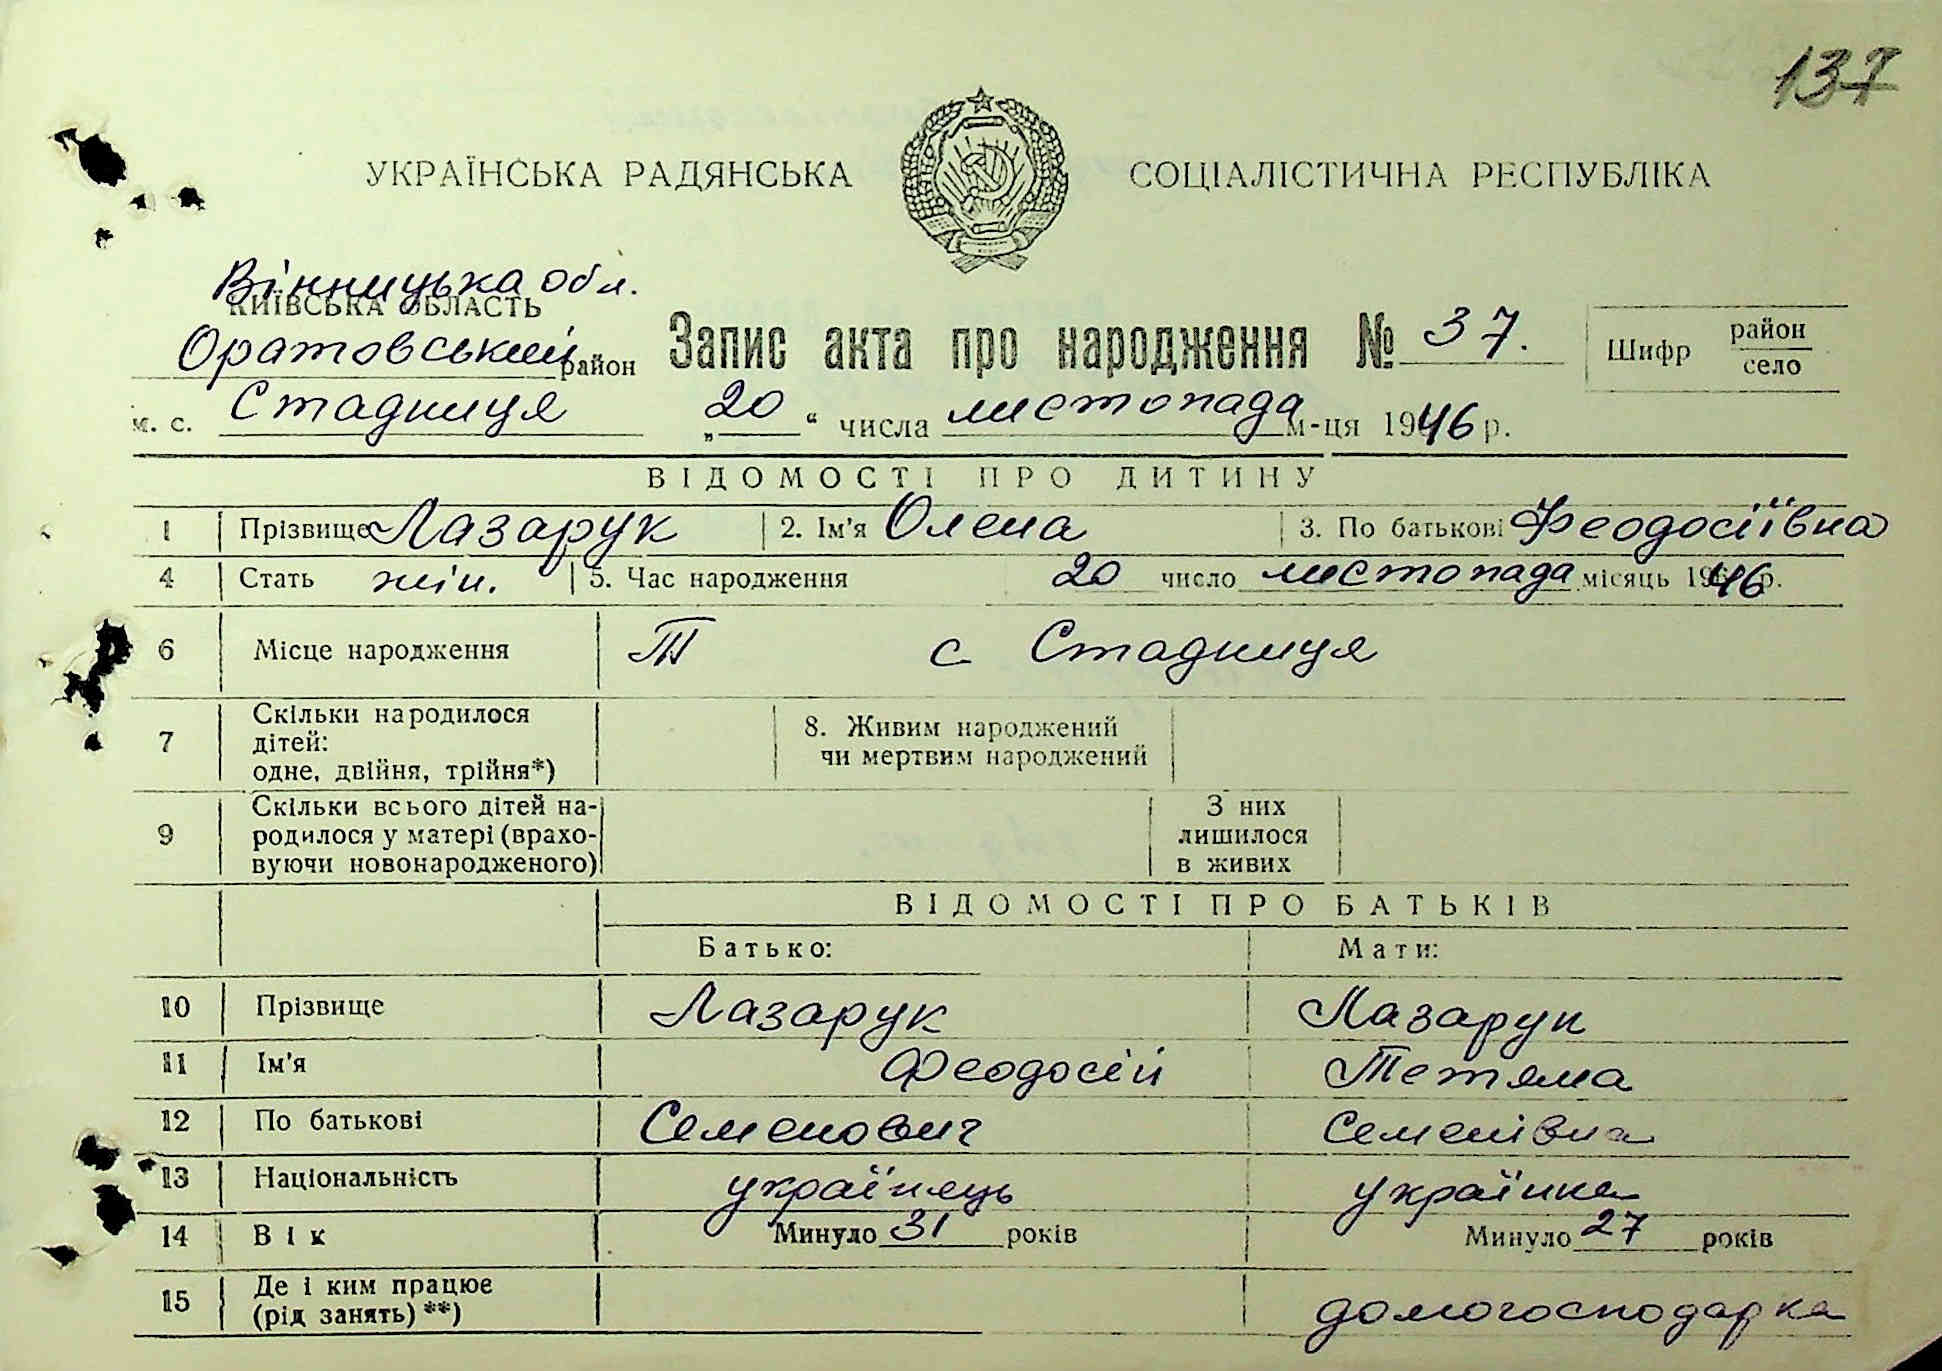 137
УКРАЇНСЬКА РАДЯНСЬКА СОЦІАЛІСТИЧНА РЕСПУБЛІКА
Вінницька обл.
КИЇВСЬКА ОБЛАСТЬ
Оратовський район Запис акта про народження № 37. Шифр район село
м. с. Стадниця „20“ числа листопада м-ця 1946 р.
ВІДОМОСТІ ПРО ДИТИНУ
1 Прізвище Лазарук 2. Ім'я Олена 3. По батькові Феодосіївна
4 Стать жін. 5. Час народження 20 число листопада місяць 1946 р.
6 Місце народження с Стадниця
7 Скільки народилося дітей: одне, двійня, трійня*) 8. Живим народжений чи мертвим народжений
9 Скільки всього дітей народилося у матері (враховуючи новонародженого) З них лишилося в живих
ВІДОМОСТІ ПРО БАТЬКІВ
Батько: Мати:
10 Прізвище Лазарук Лазарук
11 Ім'я Феодосій Тетяна
12 По батькові Семенович Семенівна
13 Національність українець українка
14 Вік Минуло 31 років Минуло 27 років
15 Де і ким працює (рід занять) **) домогосподарка